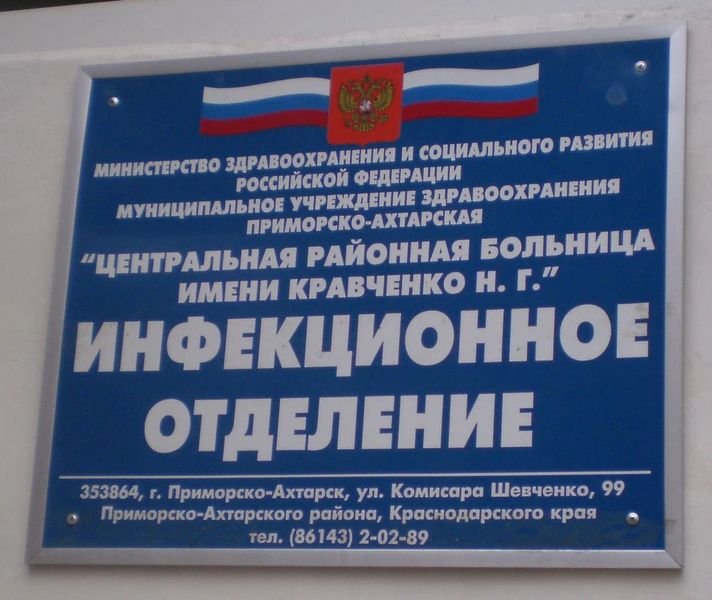 МИНИСТЕРСТВО ЗДРАВООХРАНЕНИЯ И СОЦИАЛЬНОГО РАЗВИТИЯ
РОССИЙСКОЙ ФЕДЕРАЦИИ
МУНИЦИПАЛЬНОЕ УЧРЕЖДЕНИЕ ЗДРАВООХРАНЕНИЯ
ПРИМОРСКО-АХТАРСКАЯ
"ЦЕНТРАЛЬНАЯ РАЙОННАЯ БОЛЬНИЦА
ИМЕНИ КРАВЧЕНКО Н. Г."
ИНФЕКЦИОННОЕ
ОТДЕЛЕНИЕ
353864, г. Приморско-Ахтарск, ул. Комисара Шевченко, 99
Приморско-Ахтарского района, Краснодарского края
тел. (86143) 2-02-89